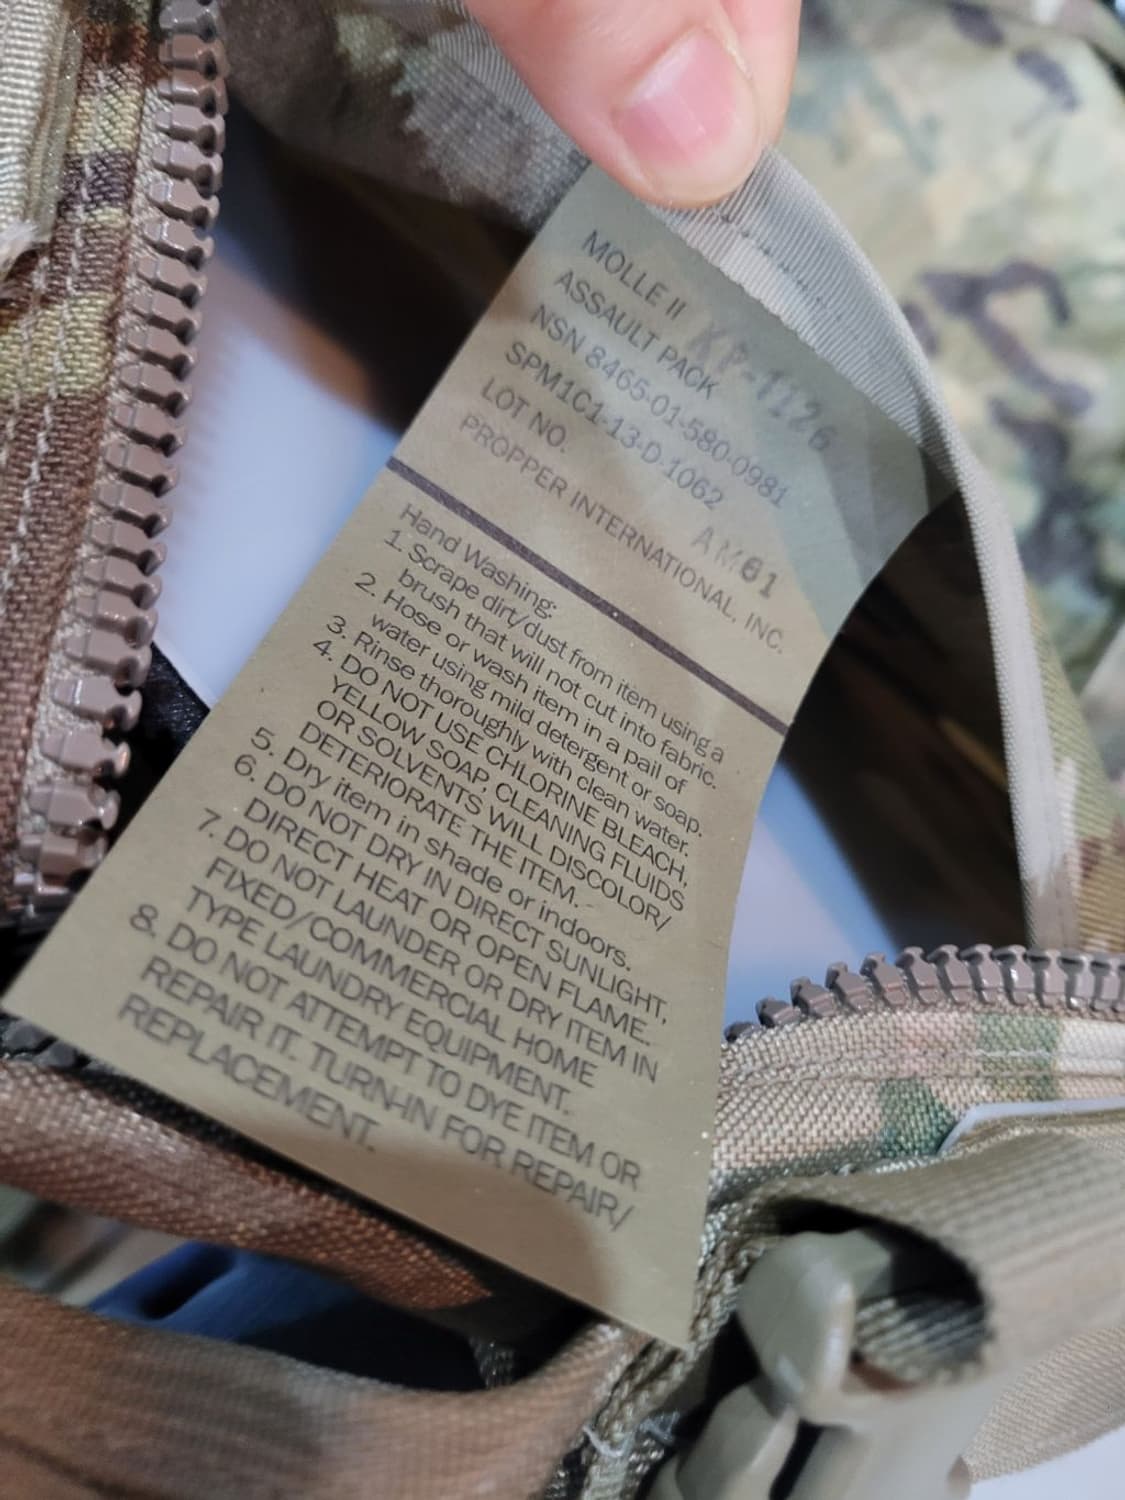 MOLLE II
ASSAULT PACK
NSN 8465-01-580-0981
SPM1C1-13-D-1062
LOT NO. AM61
PROPPER INTERNATIONAL, INC.
Hand Washing:
1. Scrape dirt/dust from item using a
brush that will not cut into fabric.
2. Hose or wash item in a pail of
water using mild detergent or soap.
3. Rinse thoroughly with clean water.
4. DO NOT USE CHLORINE BLEACH,
YELLOW SOAP, CLEANING FLUIDS
OR SOLVENTS WILL DISCOLOR/
DETERIORATE THE ITEM.
5. Dry item in shade or indoors.
6. DO NOT DRY IN DIRECT SUNLIGHT,
DIRECT HEAT OR OPEN FLAME.
7. DO NOT LAUNDER OR DRY ITEM IN
FIXED/COMMERCIAL HOME
TYPE LAUNDRY EQUIPMENT.
8. DO NOT ATTEMPT TO DYE ITEM OR
REPAIR IT. TURN-IN FOR REPAIR/
REPLACEMENT.